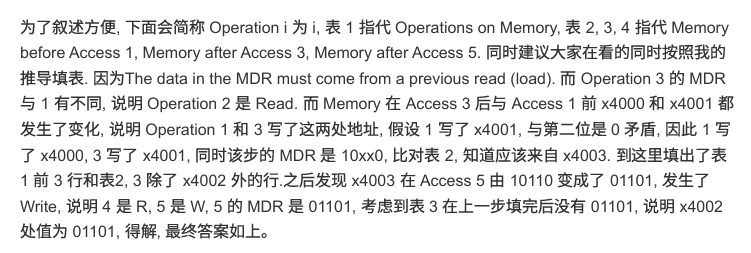 为了叙述方便, 下面会简称 Operation i 为 i, 表 1 指代 Operations on Memory, 表 2, 3, 4 指代 Memory
before Access 1, Memory after Access 3, Memory after Access 5. 同时建议大家在看的同时按照我的
推导填表. 因为The data in the MDR must come from a previous read (load). 而 Operation 3 的 MDR
与 1 有不同, 说明 Operation 2 是 Read. 而 Memory 在 Access 3 后与 Access 1 前 x4000 和 x4001 都
发生了变化, 说明 Operation 1 和 3 写了这两处地址, 假设 1 写了 x4001, 与第二位是 0 矛盾, 因此 1 写
了 x4000, 3 写了 x4001, 同时该步的 MDR 是 10xx0, 比对表 2, 知道应该来自 x4003. 到这里填出了表
1 前 3 行和表2, 3 除了 x4002 外的行.之后发现 x4003 在 Access 5 由 10110 变成了 01101, 发生了
Write, 说明 4 是 R, 5 是 W, 5 的 MDR 是 01101, 考虑到表 3 在上一步填完后没有 01101, 说明 x4002
处值为 01101, 得解, 最终答案如上。